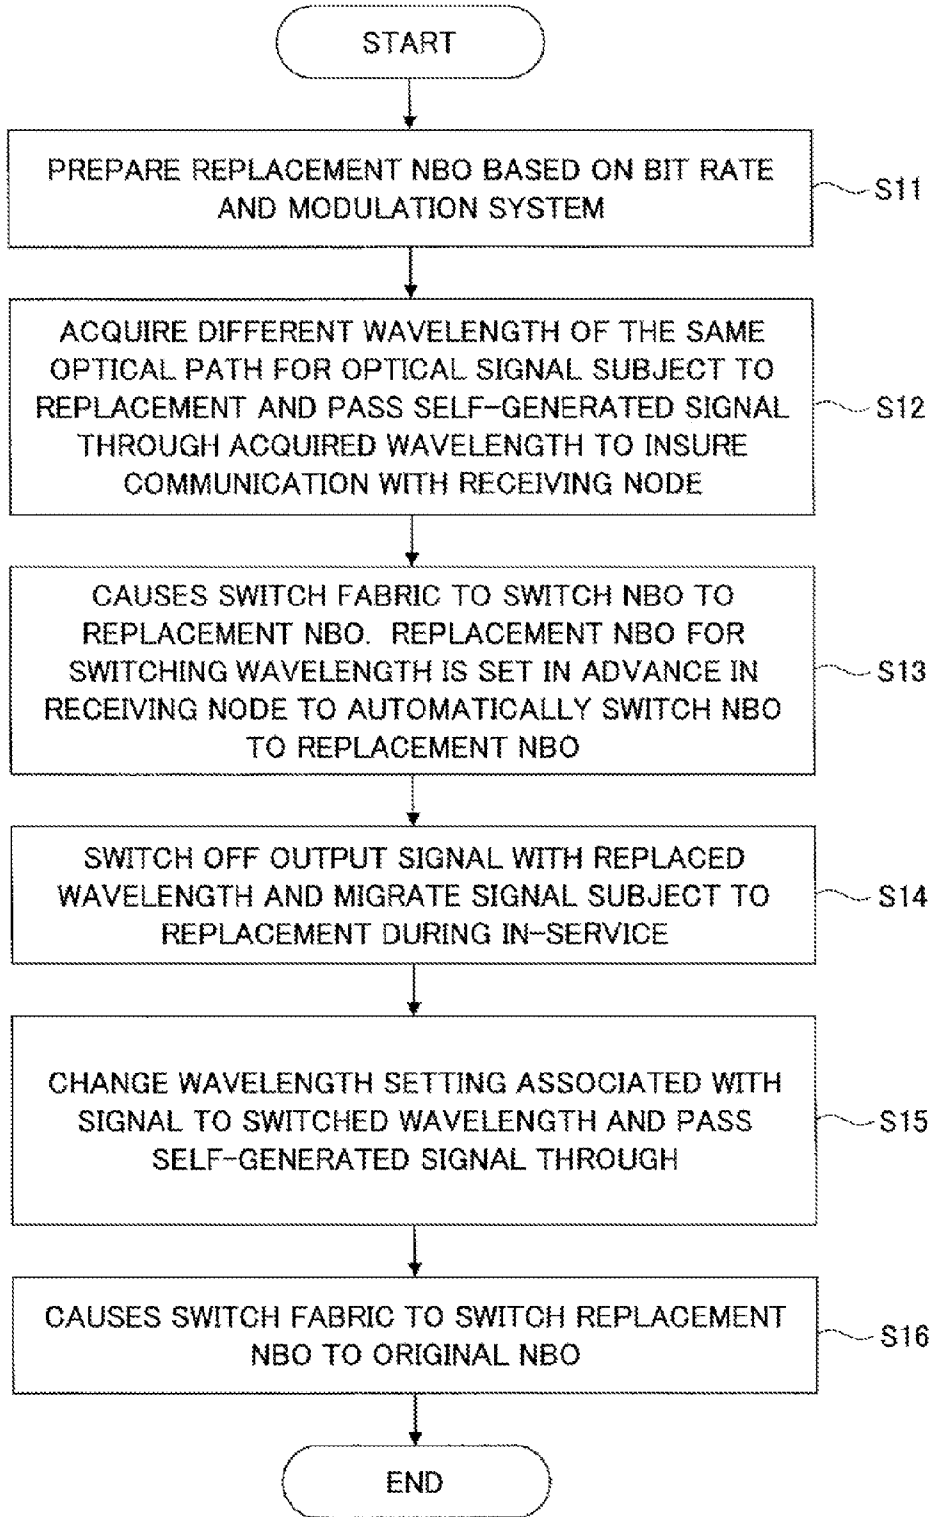 START
PREPARE REPLACEMENT NBO BASED ON BIT RATE
AND MODULATION SYSTEM
S11
ACQUIRE DIFFERENT WAVELENGTH OF THE SAME
OPTICAL PATH FOR OPTICAL SIGNAL SUBJECT TO
REPLACEMENT AND PASS SELF-GENERATED SIGNAL
THROUGH ACQUIRED WAVELENGTH TO INSURE
COMMUNICATION WITH RECEIVING NODE
S12
CAUSES SWITCH FABRIC TO SWITCH NBO TO
REPLACEMENT NBO. REPLACEMENT NBO FOR
SWITCHING WAVELENGTH IS SET IN ADVANCE IN
RECEIVING NODE TO AUTOMATICALLY SWITCH NBO
TO REPLACEMENT NBO
S13
SWITCH OFF OUTPUT SIGNAL WITH REPLACED
WAVELENGTH AND MIGRATE SIGNAL SUBJECT TO
REPLACEMENT DURING IN-SERVICE
S14
CHANGE WAVELENGTH SETTING ASSOCIATED WITH
SIGNAL TO SWITCHED WAVELENGTH AND PASS
SELF-GENERATED SIGNAL THROUGH
S15
CAUSES SWITCH FABRIC TO SWITCH REPLACEMENT
NBO TO ORIGINAL NBO
S16
END